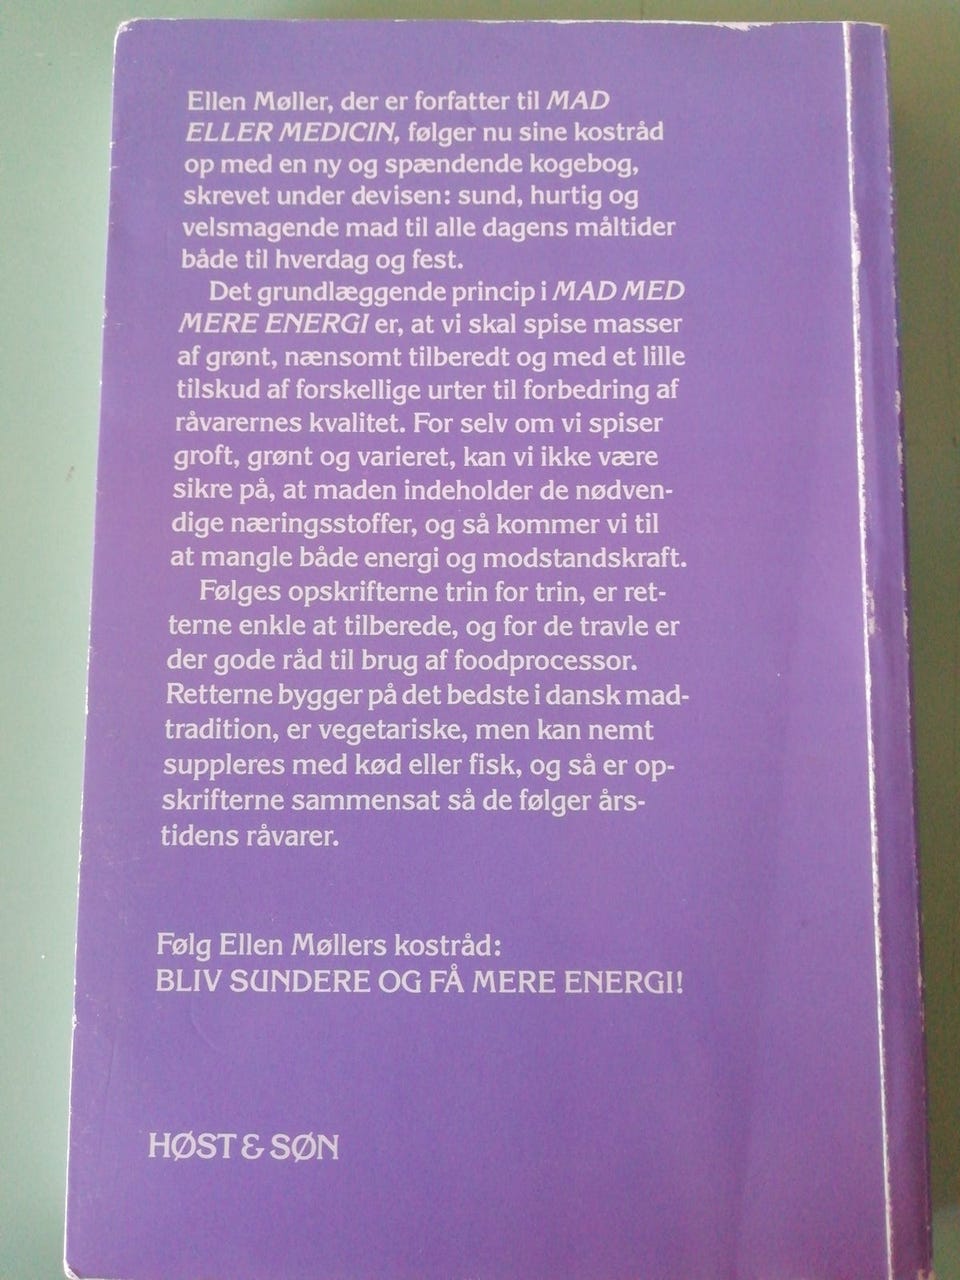 Ellen Møller, der er forfatter til MAD
ELLER MEDICIN, følger nu sine kostråd
op med en ny og spændende kogebog,
skrevet under devisen: sund, hurtig og
velsmagende mad til alle dagens måltider
både til hverdag og fest.
Det grundlæggende princip i MAD MED
MERE ENERGI er, at vi skal spise masser
af grønt, nænsomt tilberedt og med et lille
tilskud af forskellige urter til forbedring af
råvarernes kvalitet. For selv om vi spiser
groft, grønt og varieret, kan vi ikke være
sikre på, at maden indeholder de nødven-
dige næringsstoffer, og så kommer vi til
at mangle både energi og modstandskraft.
Følges opskrifterne trin for trin, er ret-
terne enkle at tilberede, og for de travle er
der gode råd til brug af foodprocessor.
Retterne bygger på det bedste i dansk mad-
tradition, er vegetariske, men kan nemt
suppleres med kød eller fisk, og så er op-
skrifterne sammensat så de følger års-
tidens råvarer.
Følg Ellen Møllers kostråd:
BLIV SUNDERE OG FÅ MERE ENERGI!
HØST & SØN